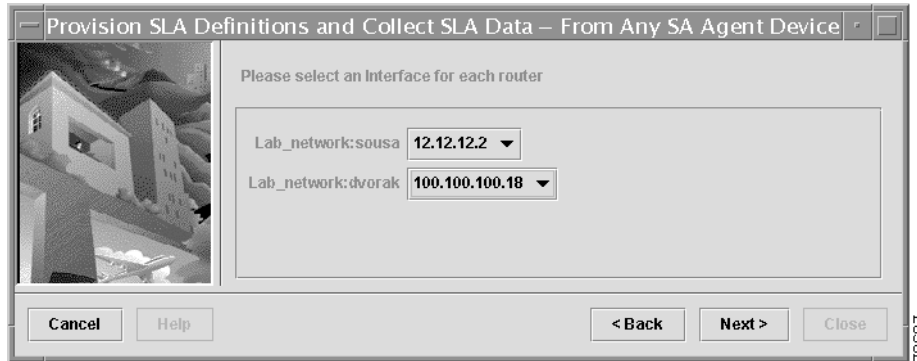 Provision SLA Definitions and Collect SLA Data – From Any SA Agent Device
Please select an Interface for each router
Lab_network:sousa 12.12.12.2
Lab_network:dvorak 100.100.100.18
Cancel Help < Back Next > Close